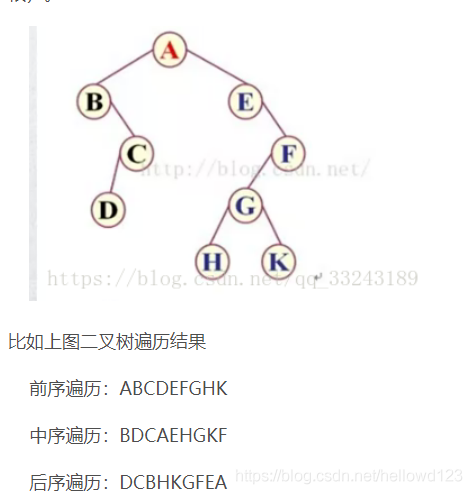 A
B
E
C
F
http://blog.csdn.net/
D
G
H
K
https://blog.csdn.net/qq_33243189
比如上图二叉树遍历结果
前序遍历：ABCDEFGHK
中序遍历：BDCAEHGKF
后序遍历：DCBHKGFEA
https://blog.csdn.net/hellowd123